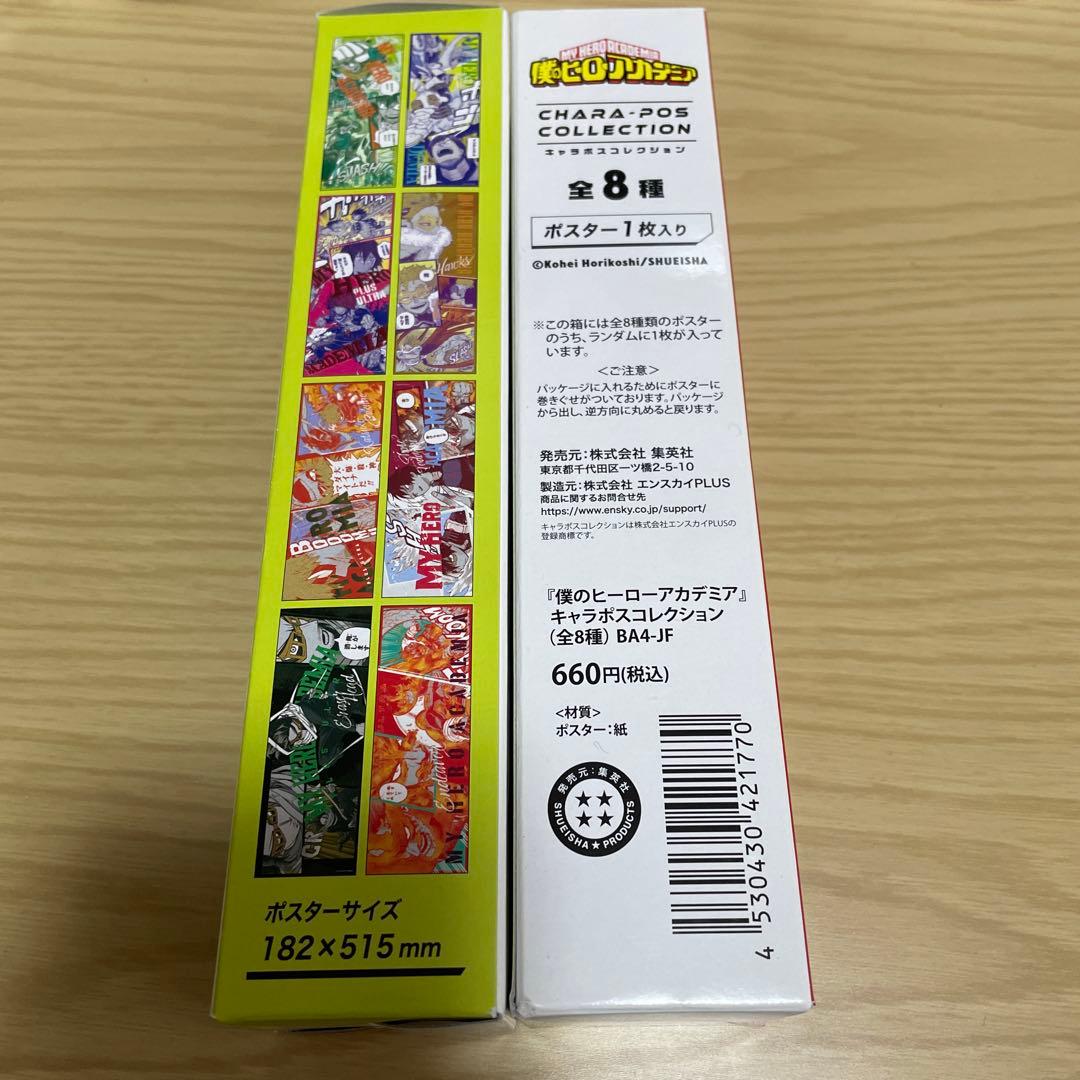 SMASH!!
HERO
PLUS
ULTRA
Hawks
MY HERO
Eraser Head
Endeavor
MY HERO ACADEMIA
ポスターサイズ
182×515mm
MY HERO ACADEMIA
僕のヒーローアカデミア
CHARA-POS
COLLECTION
キャラポスコレクション
全8種
ポスター1枚入り
©Kohei Horikoshi/SHUEISHA
※この箱には全8種類のポスター
のうち、ランダムに1枚が入って
います。
<ご注意>
パッケージに入れるためにポスターに
巻きぐせがついております。パッケージ
から出し、逆方向に丸めると戻ります。
発売元:株式会社 集英社
東京都千代田区一ツ橋2-5-10
製造元:株式会社 エンスカイPLUS
商品に関するお問合せ先
https://www.ensky.co.jp/support/
キャラポスコレクションは株式会社エンスカイPLUSの
登録商標です。
『僕のヒーローアカデミア』
キャラポスコレクション
(全8種) BA4-JF
660円(税込)
<材質>
ポスター:紙
発売元:集英社
SHUEISHA★PRODUCTS
4 530430 421770